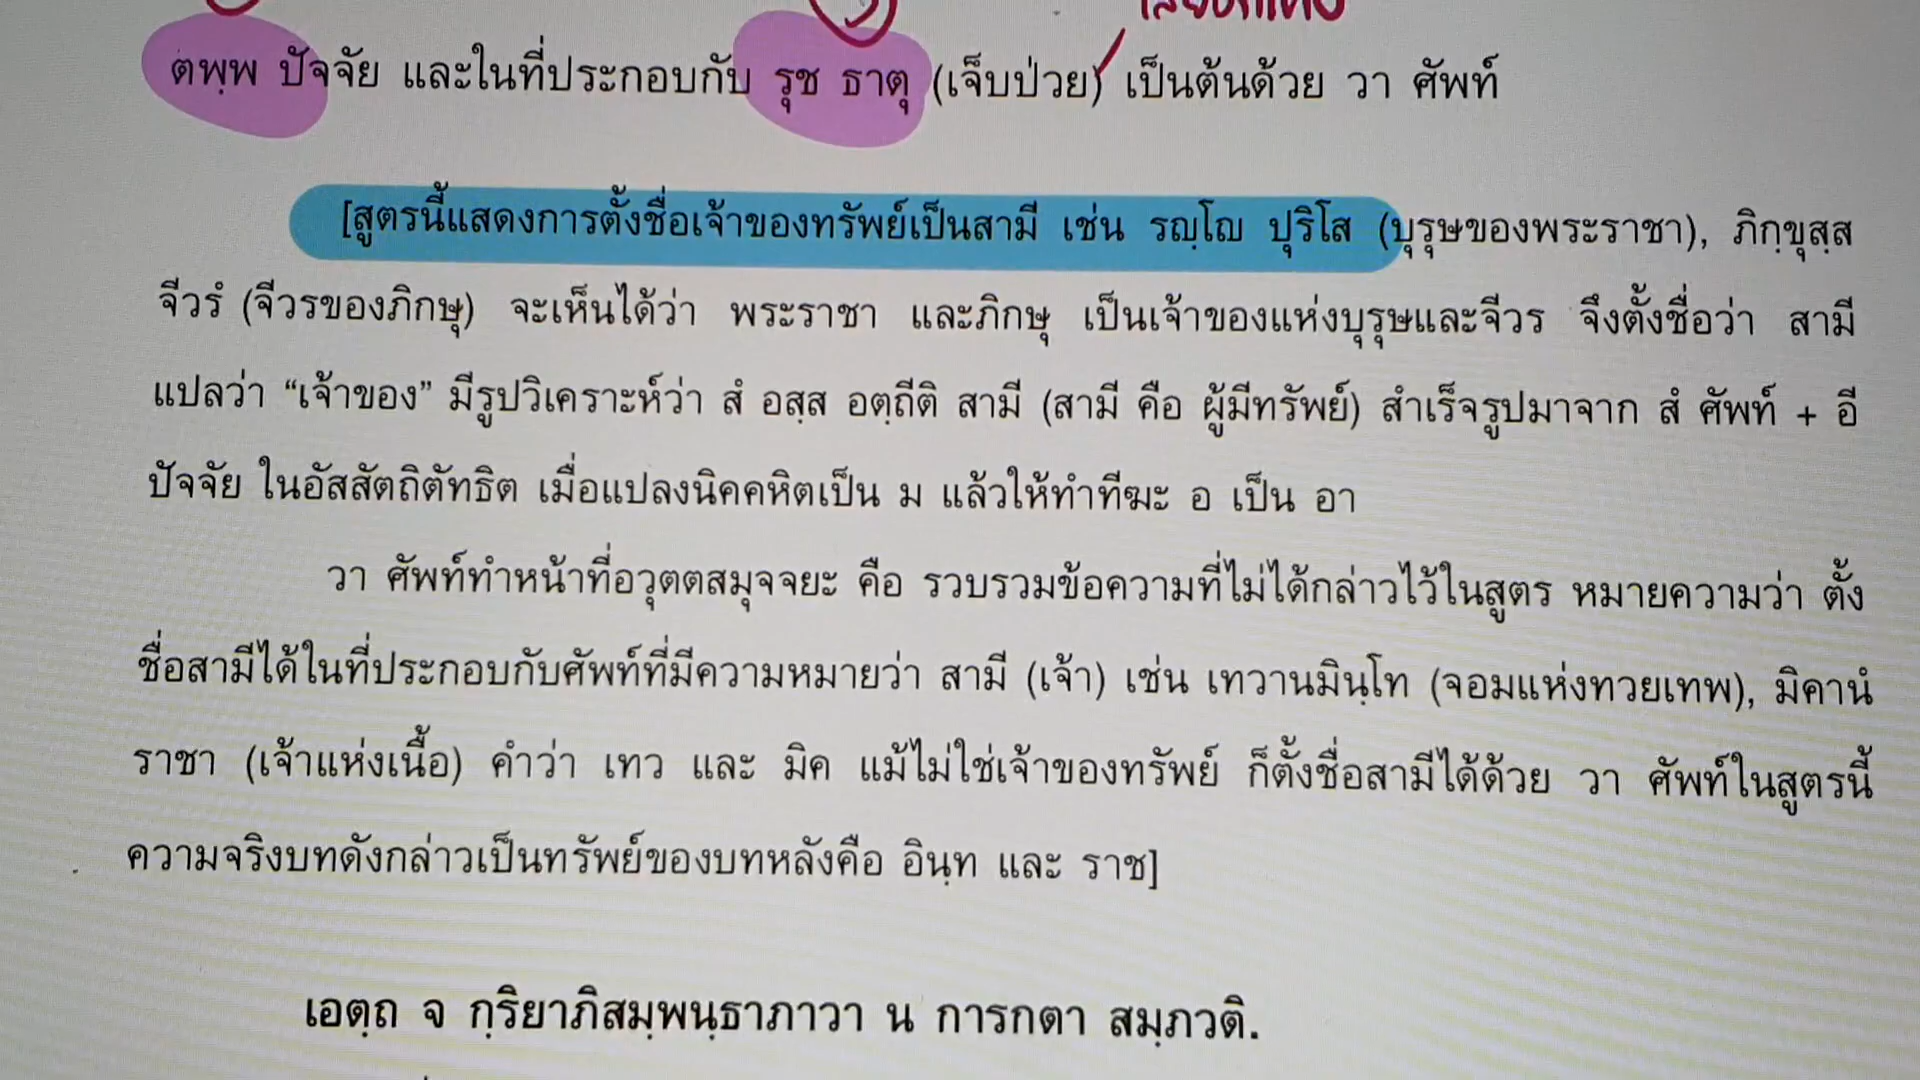 ตพฺพ ปัจจัย และในที่ประกอบกับ รุช ธาตุ (เจ็บป่วย) เป็นต้นด้วย วา ศัพท์
[สูตรนี้แสดงการตั้งชื่อเจ้าของทรัพย์เป็นสามี เช่น รญฺโญ ปุริโส (บุรุษของพระราชา), ภิกฺขุสฺส
จีวรํ (จีวรของภิกษุ) จะเห็นได้ว่า พระราชา และภิกษุ เป็นเจ้าของแห่งบุรุษและจีวร จึงตั้งชื่อว่า สามี
แปลว่า “เจ้าของ” มีรูปวิเคราะห์ว่า สํ อสฺส อตฺถีติ สามี (สามี คือ ผู้มีทรัพย์) สำเร็จรูปมาจาก สํ ศัพท์ + อี
ปัจจัย ในอัสสัตถิตัทธิต เมื่อแปลงนิคคหิตเป็น ม แล้วให้ทำทีฆะ อ เป็น อา
วา ศัพท์ทำหน้าที่อวุตตสมุจจยะ คือ รวบรวมข้อความที่ไม่ได้กล่าวไว้ในสูตร หมายความว่า ตั้ง
ชื่อสามีได้ในที่ประกอบกับศัพท์ที่มีความหมายว่า สามี (เจ้า) เช่น เทวานมินฺโท (จอมแห่งทวยเทพ), มิคานํ
ราชา (เจ้าแห่งเนื้อ) คำว่า เทว และ มิค แม้ไม่ใช่เจ้าของทรัพย์ ก็ตั้งชื่อสามีได้ด้วย วา ศัพท์ในสูตรนี้
ความจริงบทดังกล่าวเป็นทรัพย์ของบทหลังคือ อินฺท และ ราช]
เอตฺถ จ กฺริยาภิสมฺพนฺธาภาวา น การกตา สมฺภวติ.